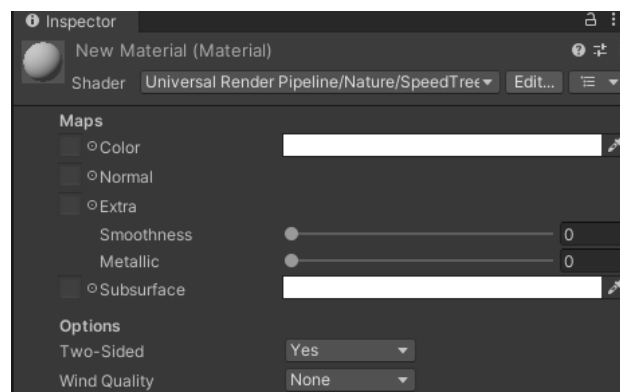 Inspector
New Material (Material)
Shader Universal Render Pipeline/Nature/SpeedTree Edit...
Maps
Color
Normal
Extra
Smoothness 0
Metallic 0
Subsurface
Options
Two-Sided Yes
Wind Quality None